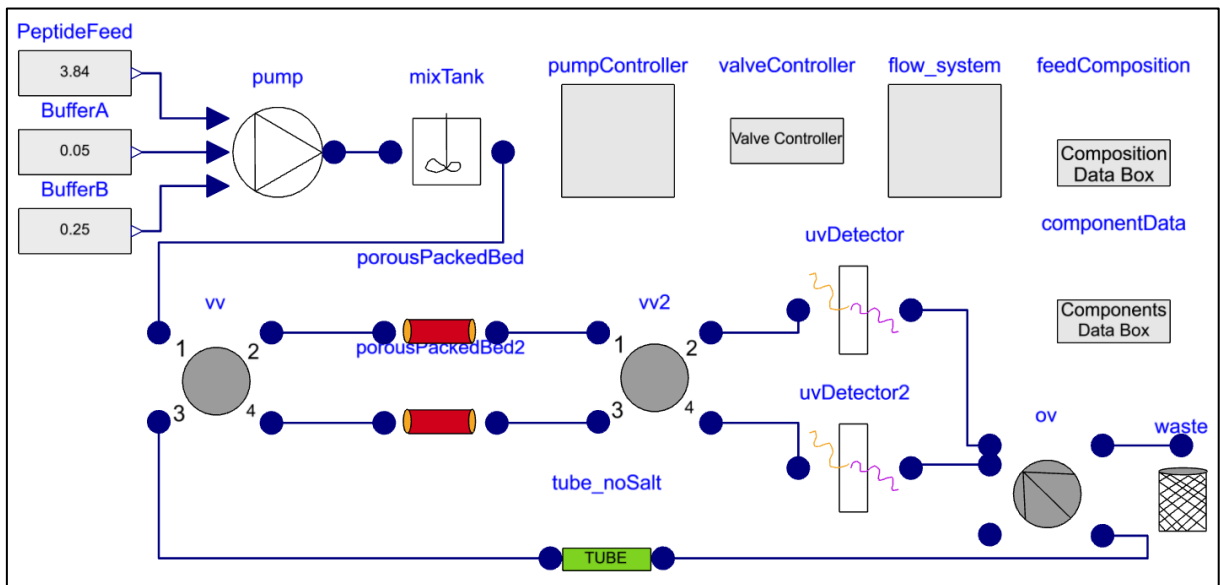 PeptideFeed
3.84
BufferA
0.05
BufferB
0.25
pump
mixTank
pumpController
valveController
Valve Controller
flow_system
feedComposition
Composition
Data Box
componentData
Components
Data Box
porousPackedBed
vv
1
2
3
4
porousPackedBed2
vv2
1
2
3
4
uvDetector
uvDetector2
ov
waste
tube_noSalt
TUBE